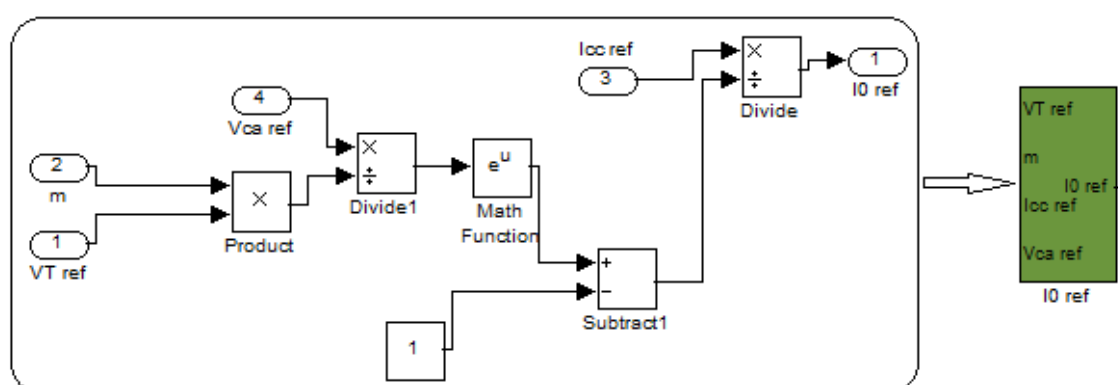 Icc ref
3
×
÷
Divide
1
I0 ref
4
Vca ref
×
÷
Divide1
e^u
Math
Function
2
m
×
Product
1
VT ref
+
−
Subtract1
1
VT ref
m
I0 ref
Icc ref
Vca ref
I0 ref